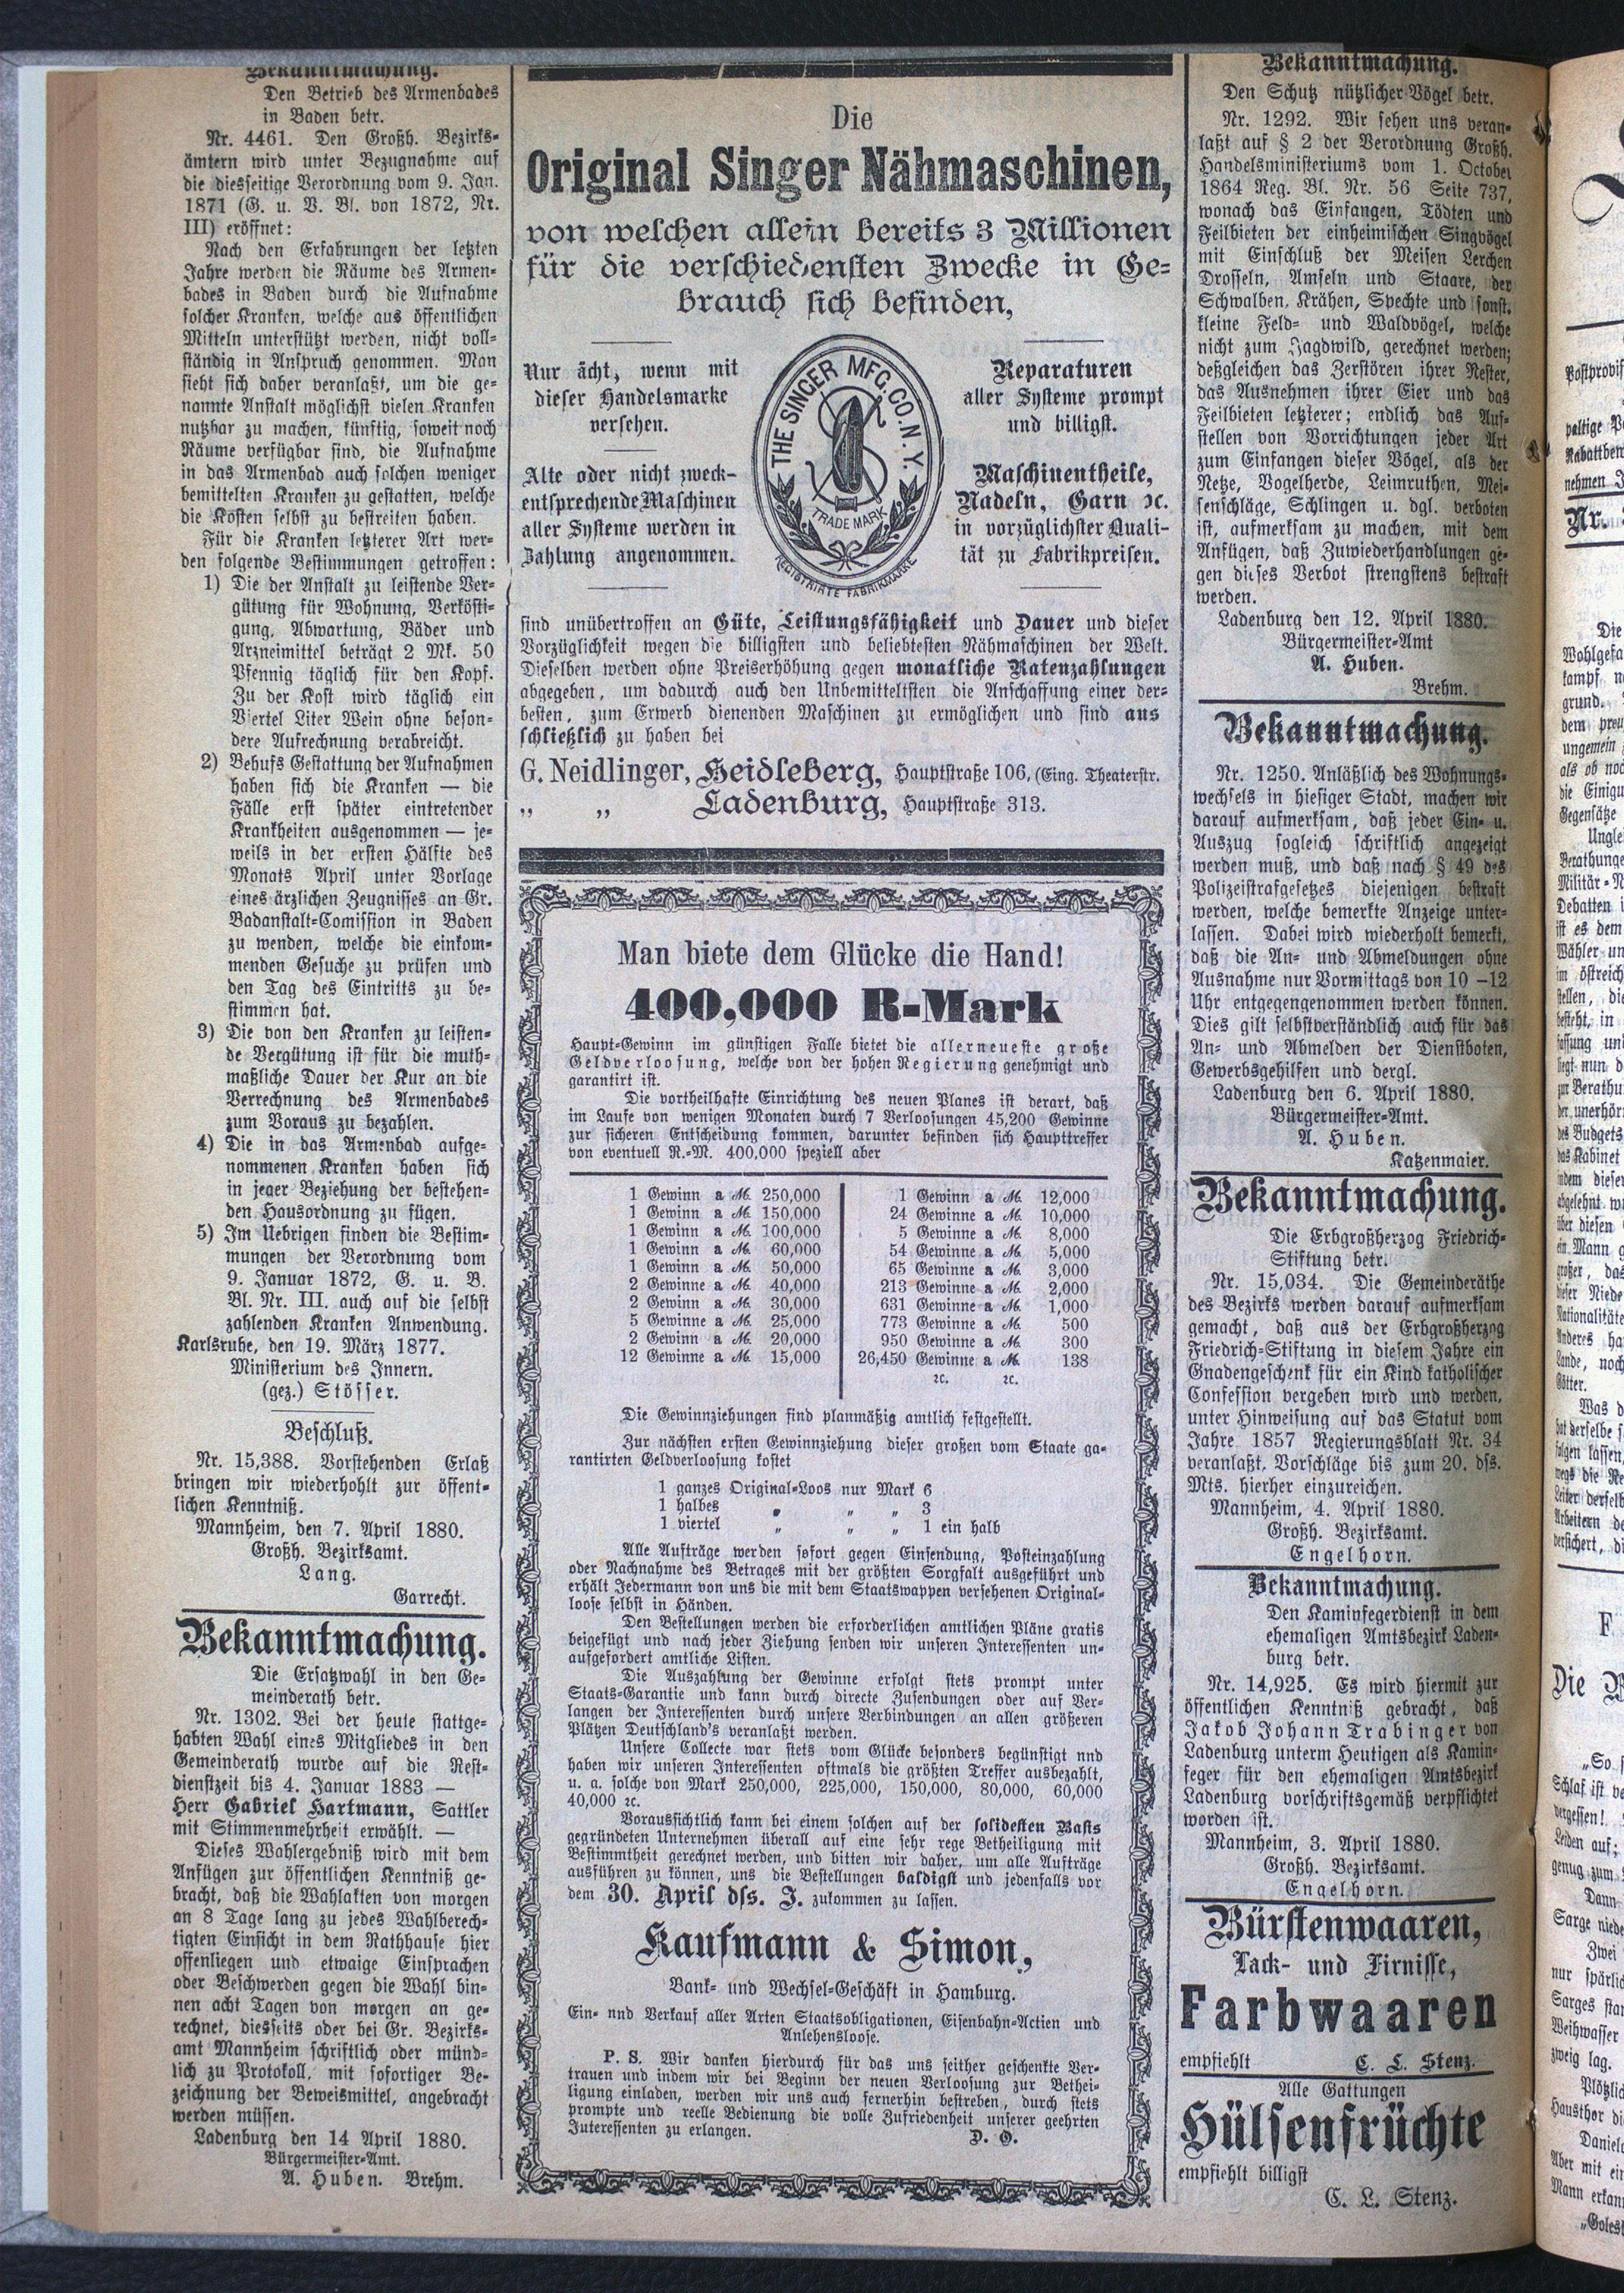 Bekanntmachung.
Den Betrieb des Armenbades
in Baden betr.
Nr. 4461. Den Großh. Bezirks-
ämtern wird unter Bezugnahme auf
die diesseitige Verordnung vom 9. Jan.
1871 (G. u. V. Bl. von 1872, Nr.
III) eröffnet:
Nach den Erfahrungen der letzten
Jahre werden die Räume des Armen-
bades in Baden durch die Aufnahme
solcher Kranken, welche aus öffentlichen
Mitteln unterstützt werden, nicht voll-
ständig in Anspruch genommen. Man
sieht sich daher veranlaßt, um die ge-
nannte Anstalt möglichst vielen Kranken
nutzbar zu machen, künftig, soweit noch
Räume verfügbar sind, die Aufnahme
in das Armenbad auch solchen weniger
bemittelten Kranken zu gestatten, welche
die Kosten selbst zu bestreiten haben.
Für die Kranken letzterer Art wer-
den folgende Bestimmungen getroffen:
1) Die der Anstalt zu leistende Ver-
gütung für Wohnung, Verkösti-
gung, Abwartung, Bäder und
Arzneimittel beträgt 2 Mk. 50
Pfennig täglich für den Kopf.
Zu der Kost wird täglich ein
Viertel Liter Wein ohne beson-
dere Aufrechnung verabreicht.
2) Behufs Gestattung der Aufnahmen
haben sich die Kranken — die
Fälle erst später eintretender
Krankheiten ausgenommen — je-
weils in der ersten Hälfte des
Monats April unter Vorlage
eines ärzlichen Zeugnisses an Gr.
Badanstalt-Comission in Baden
zu wenden, welche die einkom-
menden Gesuche zu prüfen und
den Tag des Eintritts zu be-
stimmen hat.
3) Die von den Kranken zu leisten-
de Vergütung ist für die muth-
maßliche Dauer der Kur an die
Verrechnung des Armenbades
zum Voraus zu bezahlen.
4) Die in das Armenbad aufge-
nommenen Kranken haben sich
in jeder Beziehung der bestehen-
den Hausordnung zu fügen.
5) Im Uebrigen finden die Bestim-
mungen der Verordnung vom
9. Januar 1872, G. u. V.
Bl. Nr. III. auch auf die selbst
zahlenden Kranken Anwendung.
Karlsruhe, den 19. März 1877.
Ministerium des Innern.
(gez.) Stösser.
Beschluß.
Nr. 15,388. Vorstehenden Erlaß
bringen wir wiederhohlt zur öffent-
lichen Kenntniß.
Mannheim, den 7. April 1880.
Großh. Bezirksamt.
Lang.
Garrecht.
Bekanntmachung.
Die Ersatzwahl in den Ge-
meinderath betr.
Nr. 1302. Bei der heute stattge-
habten Wahl eines Mitgliedes in den
Gemeinderath wurde auf die Rest-
dienstzeit bis 4. Januar 1883 —
Herr Gabriel Hartmann, Sattler
mit Stimmenmehrheit erwählt. —
Dieses Wahlergebniß wird mit dem
Anfügen zur öffentlichen Kenntniß ge-
bracht, daß die Wahlakten von morgen
an 8 Tage lang zu jedes Wahlberech-
tigten Einsicht in dem Rathhause hier
offenliegen und etwaige Einsprachen
oder Beschwerden gegen die Wahl bin-
nen acht Tagen von morgen an ge-
rechnet, diesseits oder bei Gr. Bezirks-
amt Mannheim schriftlich oder münd-
lich zu Protokoll, mit sofortiger Be-
zeichnung der Beweismittel, angebracht
werden müssen.
Ladenburg den 14 April 1880.
Bürgermeister-Amt.
A. Huben. Brehm.
Die
Original Singer Nähmaschinen,
von welchen allein bereits 3 Millionen
für die verschiedensten Zwecke in Ge-
brauch sich befinden,
Nur ächt, wenn mit
dieser Handelsmarke
versehen.
Alte oder nicht zweck-
entsprechende Maschinen
aller Systeme werden in
Zahlung angenommen.
THE SINGER MFG. CO. N.Y.
TRADE MARK
REGISTRIRTE FABRIKMARKE
Reparaturen
aller Systeme prompt
und billigst.
Maschinentheile,
Nadeln, Garn ꝛc.
in vorzüglichster Quali-
tät zu Fabrikpreisen.
sind unübertroffen an Güte, Leistungsfähigkeit und Dauer und dieser
Vorzüglichkeit wegen die billigsten und beliebtesten Nähmaschinen der Welt.
Dieselben werden ohne Preiserhöhung gegen monatliche Ratenzahlungen
abgegeben, um dadurch auch den Unbemitteltsten die Anschaffung einer der-
besten, zum Erwerb dienenden Maschinen zu ermöglichen und sind aus
schließlich zu haben bei
G. Neidlinger, Heidleberg, Hauptstraße 106, (Eing. Theaterstr.
„ „ Ladenburg, Hauptstraße 313.
Man biete dem Glücke die Hand!
400,000 R-Mark
Haupt-Gewinn im günstigen Falle bietet die allerneueste große
Geldverloosung, welche von der hohen Regierung genehmigt und
garantirt ist.
Die vortheilhafte Einrichtung des neuen Planes ist derart, daß
im Laufe von wenigen Monaten durch 7 Verloosungen 45,200 Gewinne
zur sicheren Entscheidung kommen, darunter befinden sich Haupttreffer
von eventuell R.-M. 400,000 speziell aber
1 Gewinn a M. 250,000
1 Gewinn a M. 150,000
1 Gewinn a M. 100,000
1 Gewinn a M. 60,000
1 Gewinn a M. 50,000
2 Gewinne a M. 40,000
2 Gewinn a M. 30,000
5 Gewinne a M. 25,000
2 Gewinn a M. 20,000
12 Gewinne a M. 15,000
1 Gewinn a M. 12,000
24 Gewinne a M. 10,000
5 Gewinne a M. 8,000
54 Gewinne a M. 5,000
65 Gewinne a M. 3,000
213 Gewinne a M. 2,000
631 Gewinne a M. 1,000
773 Gewinne a M. 500
950 Gewinne a M. 300
26,450 Gewinne a M. 138
ꝛc. ꝛc.
Die Gewinnziehungen sind planmäßig amtlich festgestellt.
Zur nächsten ersten Gewinnziehung dieser großen vom Staate ga-
rantirten Geldverloosung kostet
1 ganzes Original-Loos nur Mark 6
1 halbes „ „ „ 3
1 viertel „ „ „ 1 ein halb
Alle Aufträge werden sofort gegen Einsendung, Posteinzahlung
oder Nachnahme des Betrages mit der größten Sorgfalt ausgeführt und
erhält Jedermann von uns die mit dem Staatswappen versehenen Original-
loose selbst in Händen.
Den Bestellungen werden die erforderlichen amtlichen Pläne gratis
beigefügt und nach jeder Ziehung senden wir unseren Interessenten un-
aufgefordert amtliche Listen.
Die Auszahlung der Gewinne erfolgt stets prompt unter
Staats-Garantie und kann durch directe Zusendungen oder auf Ver-
langen der Interessenten durch unsere Verbindungen an allen größeren
Plätzen Deutschland's veranlaßt werden.
Unsere Collecte war stets vom Glücke besonders begünstigt nnd
haben wir unseren Interessenten oftmals die größten Treffer ausbezahlt,
u. a. solche von Mark 250,000, 225,000, 150,000, 80,000, 60,000
40,000 ꝛc.
Voraussichtlich kann bei einem solchen auf der solidesten Basis
gegründeten Unternehmen überall auf eine sehr rege Betheiligung mit
Bestimmtheit gerechnet werden, und bitten wir daher, um alle Aufträge
ausführen zu können, uns die Bestellungen baldigst und jedenfalls vor
dem 30. April dss. J. zukommen zu lassen.
Kaufmann & Simon,
Bank- und Wechsel-Geschäft in Hamburg.
Ein- nnd Verkauf aller Arten Staatsobligationen, Eisenbahn-Actien und
Anlehensloose.
P. S. Wir danken hierdurch für das uns seither geschenkte Ver-
trauen und indem wir bei Beginn der neuen Verloosung zur Bethei-
ligung einladen, werden wir uns auch fernerhin bestreben, durch stets
prompte und reelle Bedienung die volle Zufriedenheit unserer geehrten
Interessenten zu erlangen. D. O.
Bekanntmachung.
Den Schutz nützlicher Vögel betr.
Nr. 1292. Wir sehen uns veran-
laßt auf § 2 der Verordnung Großh.
Handelsministeriums vom 1. October
1864 Reg. Bl. Nr. 56 Seite 737,
wonach das Einfangen, Tödten und
Feilbieten der einheimischen Singvögel
mit Einschluß der Meisen Lerchen
Drosseln, Amseln und Staare, der
Schwalben, Krähen, Spechte und sonst.
kleine Feld- und Waldvögel, welche
nicht zum Jagdwild, gerechnet werden;
deßgleichen das Zerstören ihrer Nester,
das Ausnehmen ihrer Eier und das
Feilbieten letzterer; endlich das Auf-
stellen von Vorrichtungen jeder Art
zum Einfangen dieser Vögel, als der
Netze, Vogelherde, Leimruthen, Mei-
senschläge, Schlingen u. dgl. verboten
ist, aufmerksam zu machen, mit dem
Anfügen, daß Zuwiederhandlungen ge-
gen dieses Verbot strengstens bestraft
werden.
Ladenburg den 12. April 1880.
Bürgermeister-Amt
A. Huben.
Brehm.
Bekanntmachung.
Nr. 1250. Anläßlich des Wohnungs-
wechsels in hiesiger Stadt, machen wir
darauf aufmerksam, daß jeder Ein- u.
Auszug sogleich schriftlich angezeigt
werden muß, und daß nach § 49 des
Polizeistrafgesetzes diejenigen bestraft
werden, welche bemerkte Anzeige unter-
lassen. Dabei wird wiederholt bemerkt,
daß die An- und Abmeldungen ohne
Ausnahme nur Vormittags von 10 –12
Uhr entgegengenommen werden können.
Dies gilt selbstverständlich auch für das
An- und Abmelden der Dienstboten,
Gewerbsgehilfen und dergl.
Ladenburg den 6. April 1880.
Bürgermeister-Amt.
A. Huben.
Katzenmaier.
Bekanntmachung.
Die Erbgroßherzog Friedrich-
Stiftung betr.
Nr. 15,034. Die Gemeinderäthe
des Bezirks werden darauf aufmerksam
gemacht, daß aus der Erbgroßherzog
Friedrich-Stiftung in diesem Jahre ein
Gnadengeschenk für ein Kind katholischer
Confession vergeben wird und werden,
unter Hinweisung auf das Statut vom
Jahre 1857 Regierungsblatt Nr. 34
veranlaßt, Vorschläge bis zum 20. dss.
Mts. hierher einzureichen.
Mannheim, 4. April 1880.
Großh. Bezirksamt.
Engelhorn.
Bekanntmachung.
Den Kaminfegerdienst in dem
ehemaligen Amtsbezirk Laden-
burg betr.
Nr. 14,925. Es wird hiermit zur
öffentlichen Kenntniß gebracht, daß
Jakob Johann Trabinger von
Ladenburg unterm Heutigen als Kamin-
feger für den ehemaligen Amtsbezirk
Ladenburg vorschriftsgemäß verpflichtet
worden ist.
Mannheim, 3. April 1880.
Großh. Bezirksamt.
Engelhorn.
Bürstenwaaren,
Lack- und Firnisse,
Farbwaaren
empfiehlt C. L. Stenz.
Alle Gattungen
Hülsenfrüchte
empfiehlt billigst
C. L. Stenz.